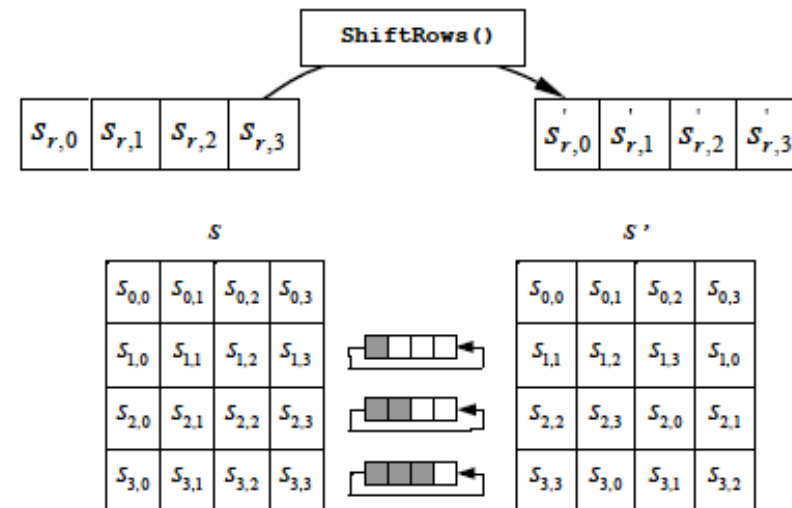 ShiftRows()
S_{r,0} S_{r,1} S_{r,2} S_{r,3} S'_{r,0} S'_{r,1} S'_{r,2} S'_{r,3}
S S'
S_{0,0} S_{0,1} S_{0,2} S_{0,3} S_{0,0} S_{0,1} S_{0,2} S_{0,3}
S_{1,0} S_{1,1} S_{1,2} S_{1,3} S_{1,1} S_{1,2} S_{1,3} S_{1,0}
S_{2,0} S_{2,1} S_{2,2} S_{2,3} S_{2,2} S_{2,3} S_{2,0} S_{2,1}
S_{3,0} S_{3,1} S_{3,2} S_{3,3} S_{3,3} S_{3,0} S_{3,1} S_{3,2}